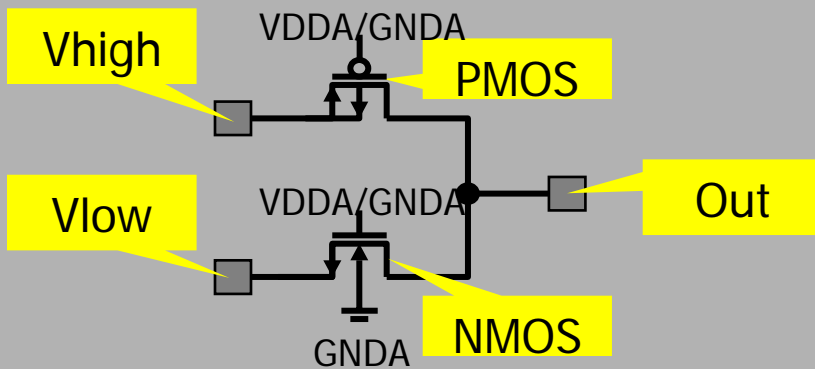 VDDA/GNDA
Vhigh
PMOS
VDDA/GNDA
Vlow
Out
NMOS
GNDA